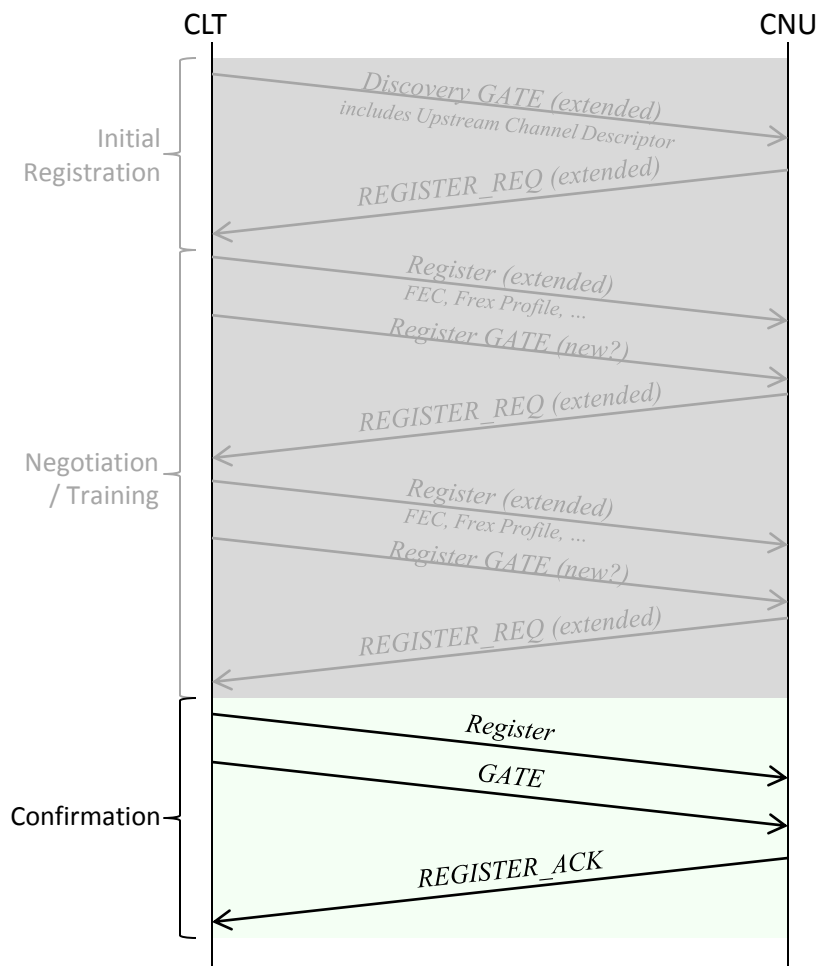 CLT
CNU
Discovery GATE (extended)
includes Upstream Channel Descriptor
Initial
Registration
REGISTER_REQ (extended)
Register (extended)
FEC, Frex Profile, ...
Register GATE (new?)
REGISTER_REQ (extended)
Negotiation
/ Training
Register (extended)
FEC, Frex Profile, ...
Register GATE (new?)
REGISTER_REQ (extended)
Register
GATE
Confirmation
REGISTER_ACK